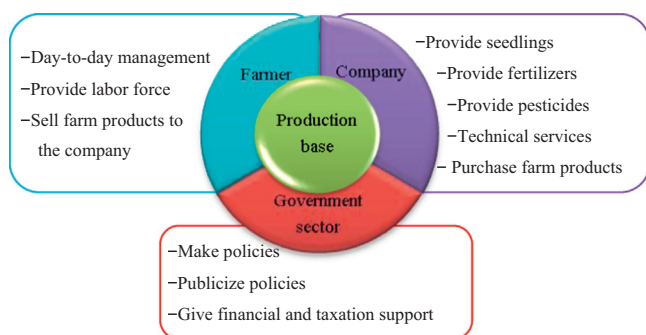 −Day-to-day management
−Provide labor force
−Sell farm products to
the company
Farmer
Company
Production
base
Government
sector
−Provide seedlings
−Provide fertilizers
−Provide pesticides
−Technical services
−Purchase farm products
−Make policies
−Publicize policies
−Give financial and taxation support